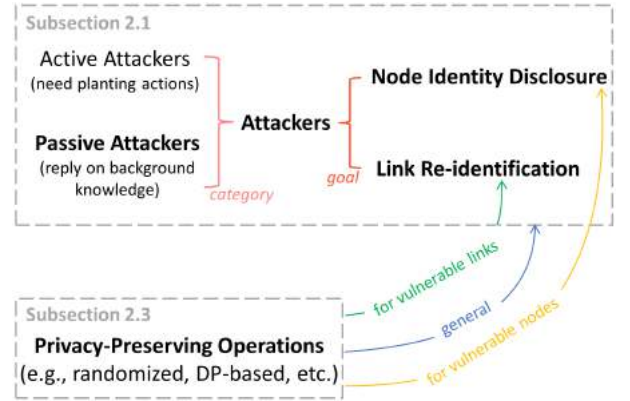 Subsection 2.1
Active Attackers
(need planting actions)
Passive Attackers
(reply on background
knowledge)
category
Attackers
goal
Node Identity Disclosure
Link Re-identification
for vulnerable links
general
for vulnerable nodes
Subsection 2.3
Privacy-Preserving Operations
(e.g., randomized, DP-based, etc.)